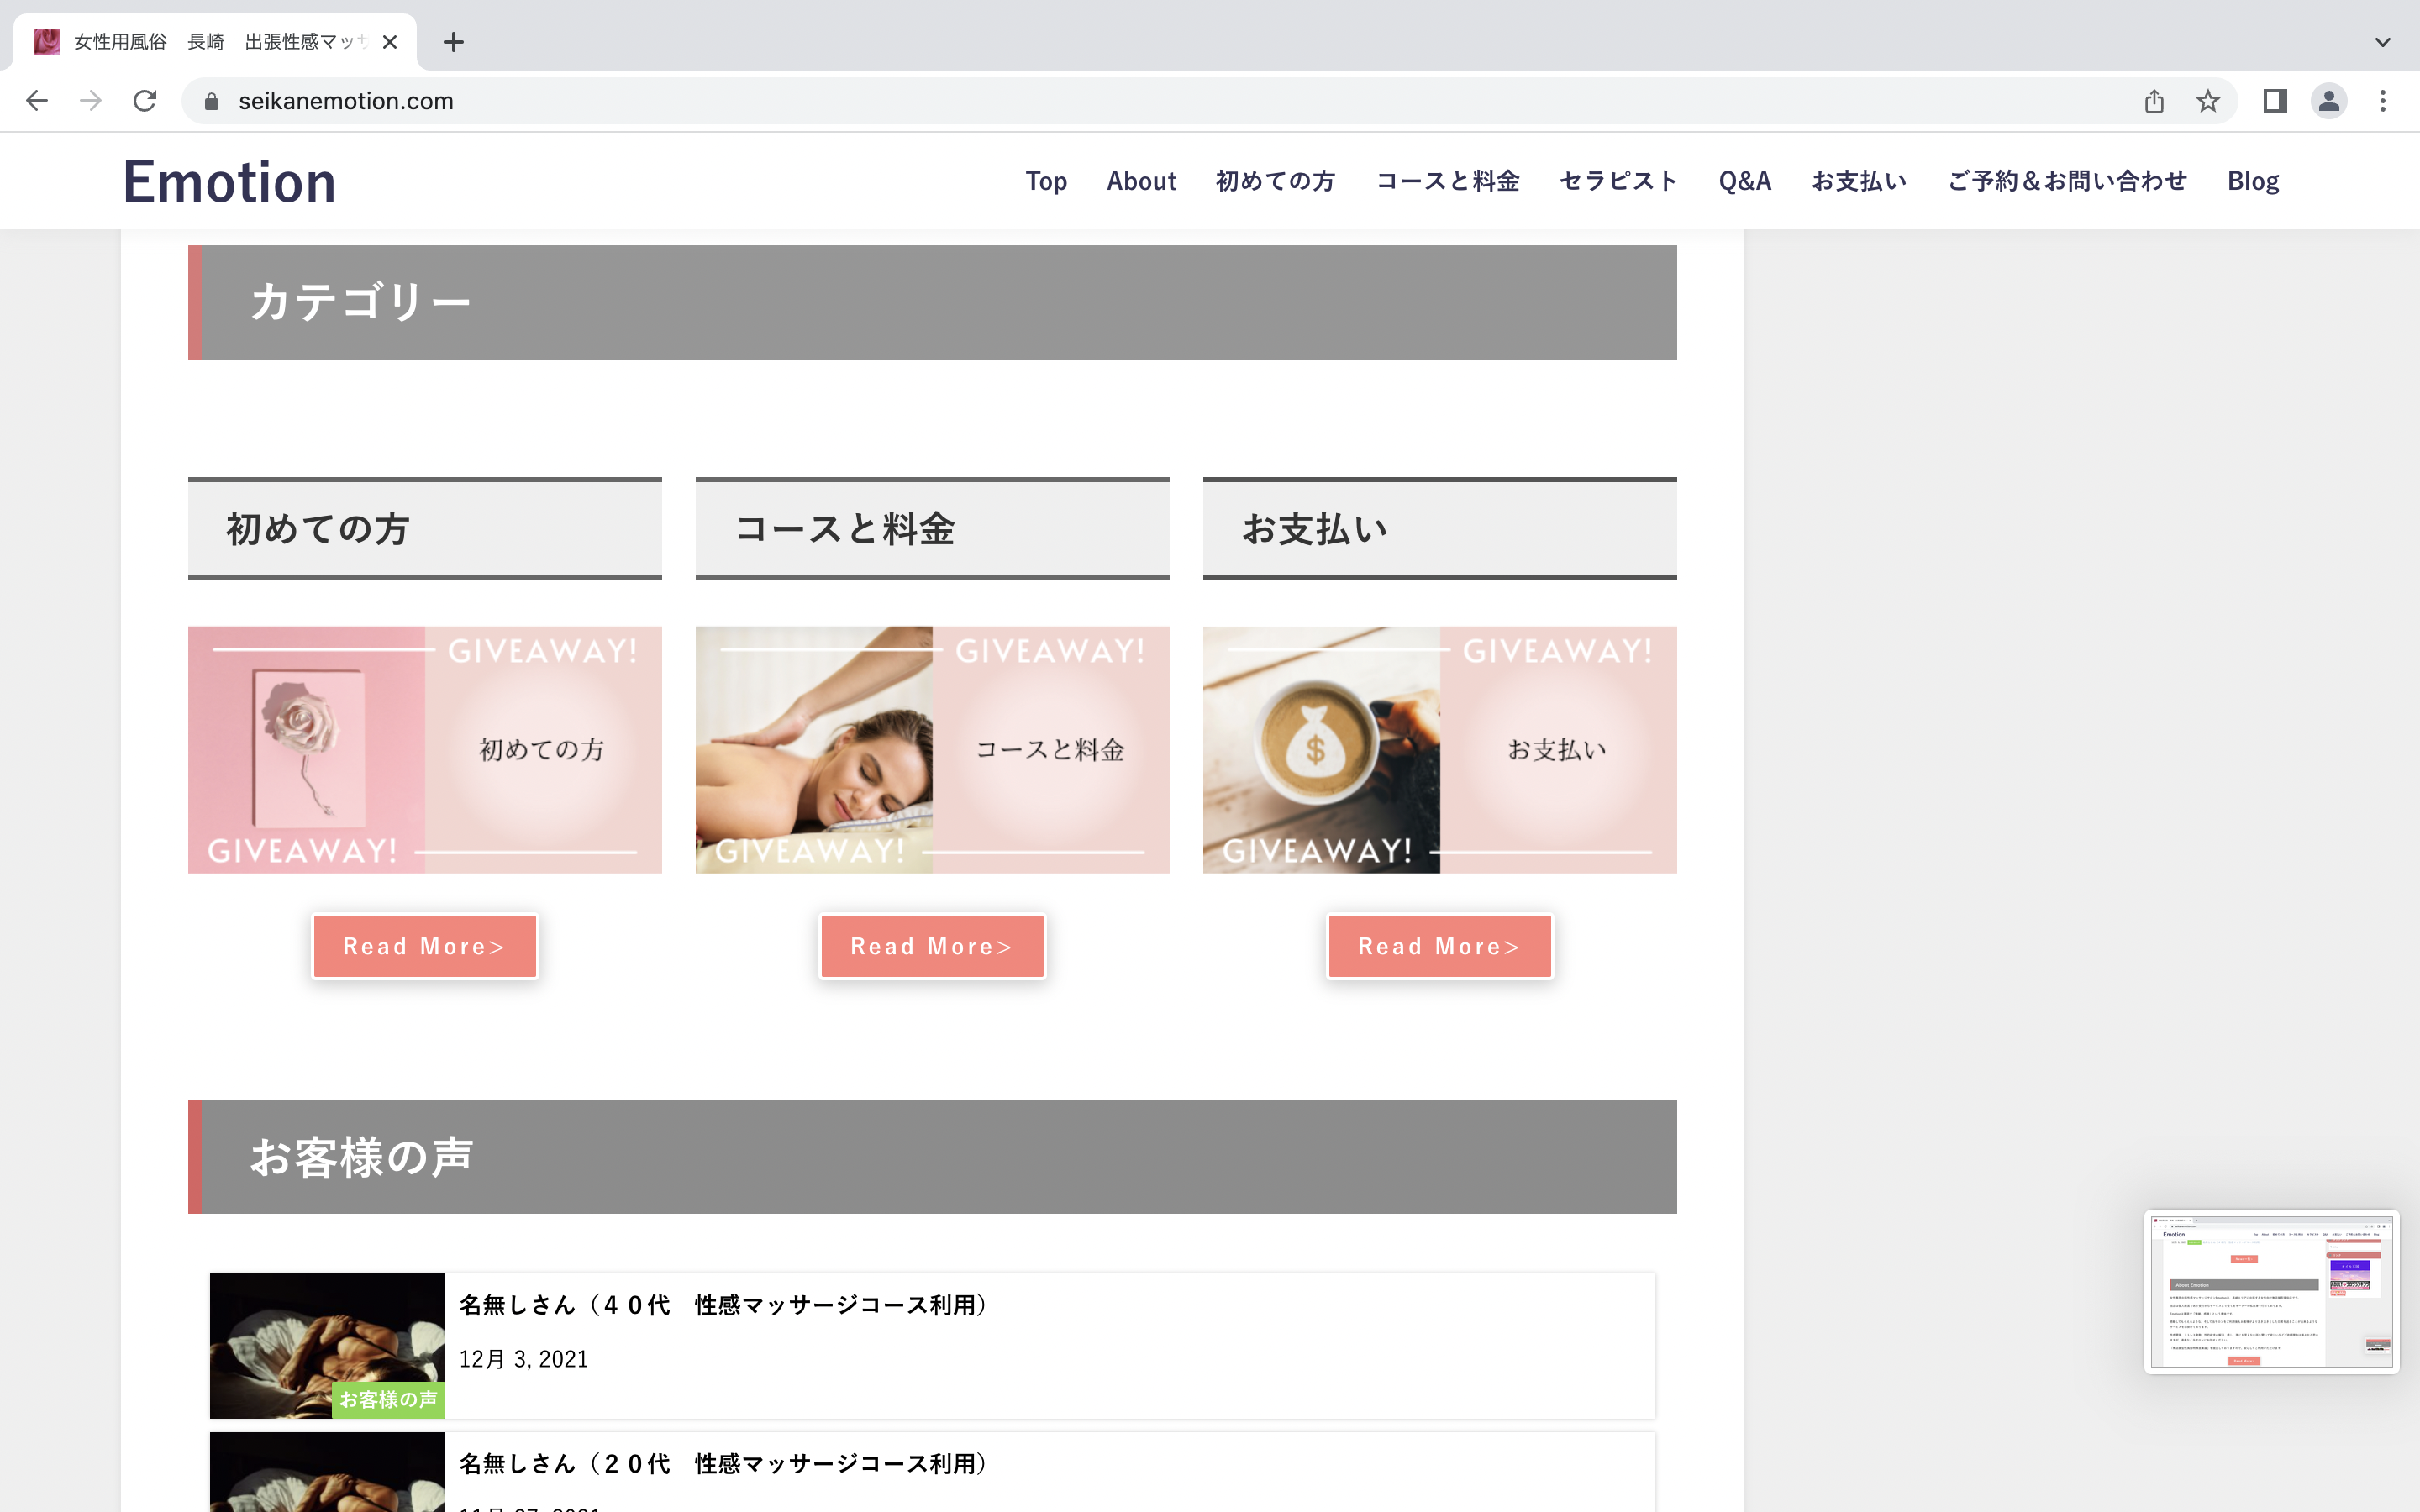 女性用風俗　長崎　出張性感マッサ
seikanemotion.com
Emotion
Top About 初めての方 コースと料金 セラピスト Q&A お支払い ご予約＆お問い合わせ Blog
カテゴリー
初めての方
コースと料金
お支払い
GIVEAWAY!
初めての方
GIVEAWAY!
GIVEAWAY!
コースと料金
GIVEAWAY!
GIVEAWAY!
$
お支払い
GIVEAWAY!
Read More>
Read More>
Read More>
お客様の声
名無しさん（４０代　性感マッサージコース利用）
12月 3, 2021
お客様の声
名無しさん（２０代　性感マッサージコース利用）
Emotion
About Emotion